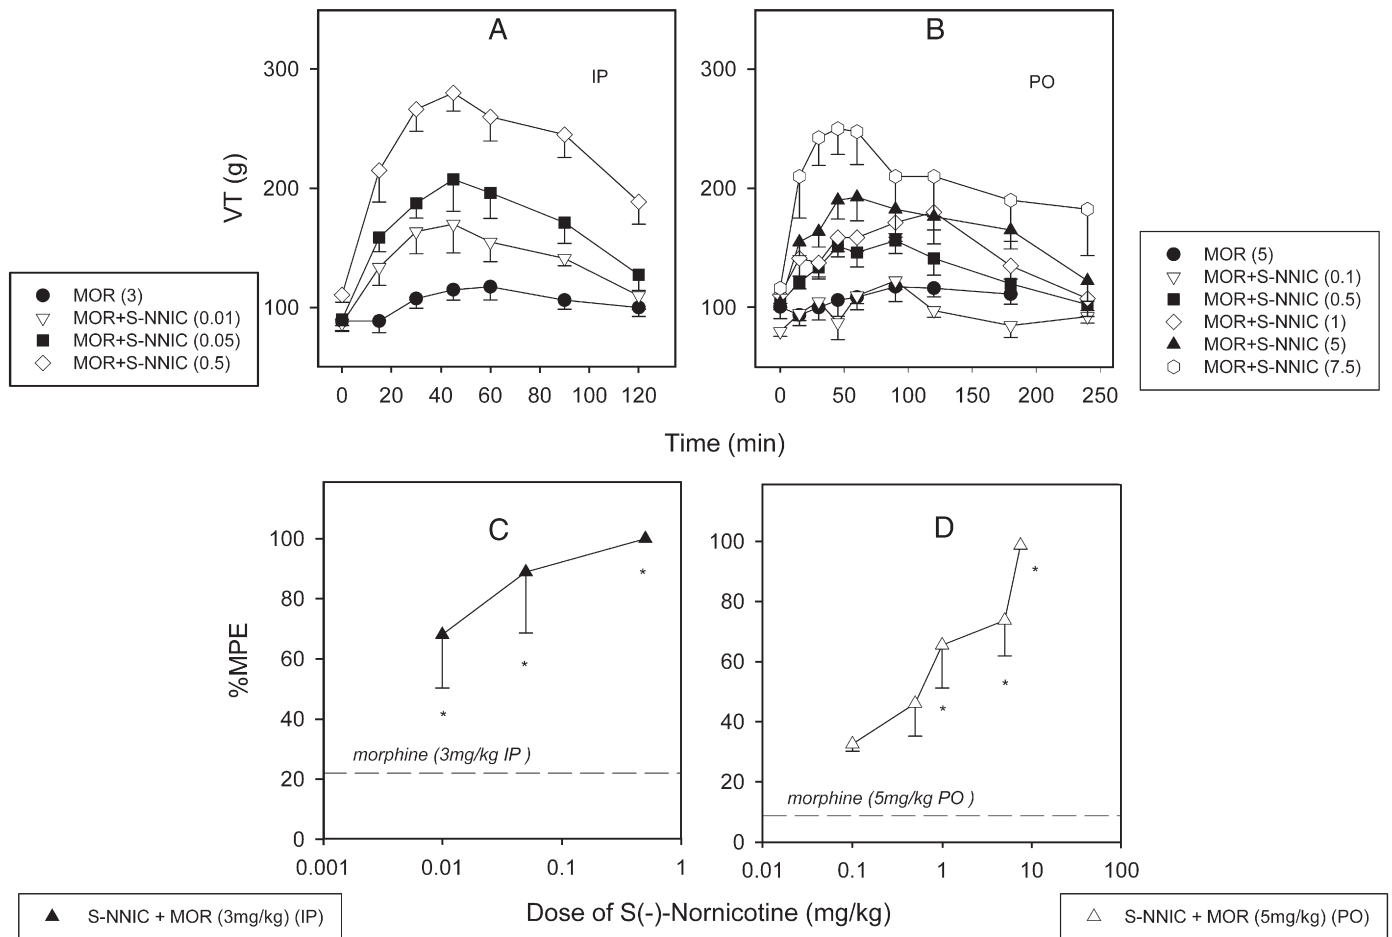 A
IP
300
200
100
VT (g)
0 20 40 60 80 100 120
MOR (3)
MOR+S-NNIC (0.01)
MOR+S-NNIC (0.05)
MOR+S-NNIC (0.5)
B
PO
300
200
100
0 50 100 150 200 250
MOR (5)
MOR+S-NNIC (0.1)
MOR+S-NNIC (0.5)
MOR+S-NNIC (1)
MOR+S-NNIC (5)
MOR+S-NNIC (7.5)
Time (min)
C
100
80
60
40
20
0
%MPE
*
*
*
morphine (3mg/kg IP )
0.001 0.01 0.1 1
D
100
80
60
40
20
0
*
*
*
morphine (5mg/kg PO )
0.01 0.1 1 10 100
S-NNIC + MOR (3mg/kg) (IP)
Dose of S(-)-Nornicotine (mg/kg)
S-NNIC + MOR (5mg/kg) (PO)